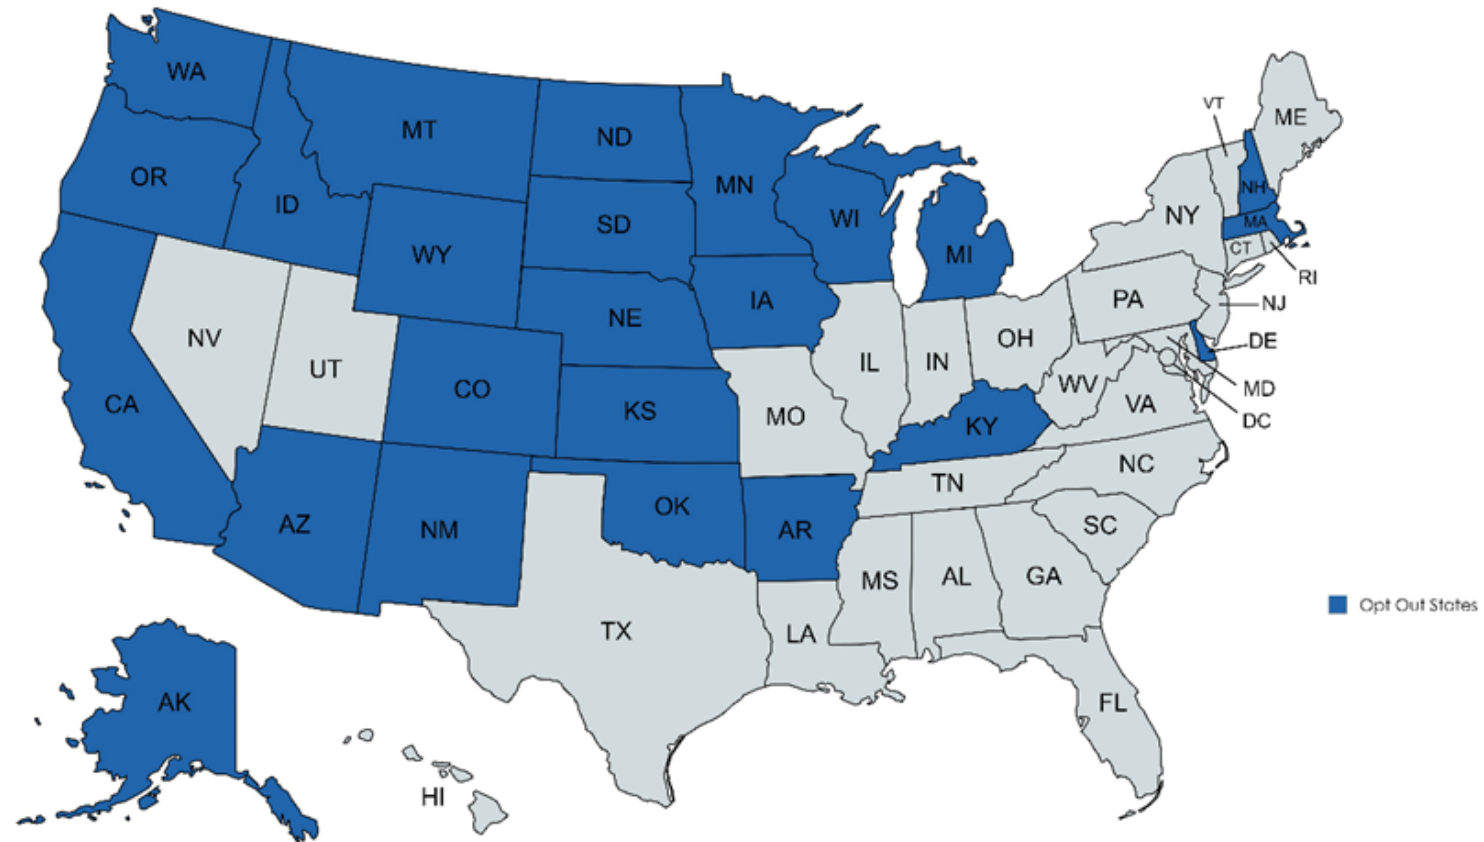 WA
MT
ND
MN
OR
ID
SD
WI
MI
WY
NE
IA
NV
UT
CO
KS
CA
MO
IL
IN
OH
PA
NY
VT
ME
NH
MA
CT
RI
NJ
DE
MD
DC
WV
VA
KY
NC
TN
SC
AZ
NM
OK
AR
MS
AL
GA
TX
LA
FL
AK
HI
Opt Out States